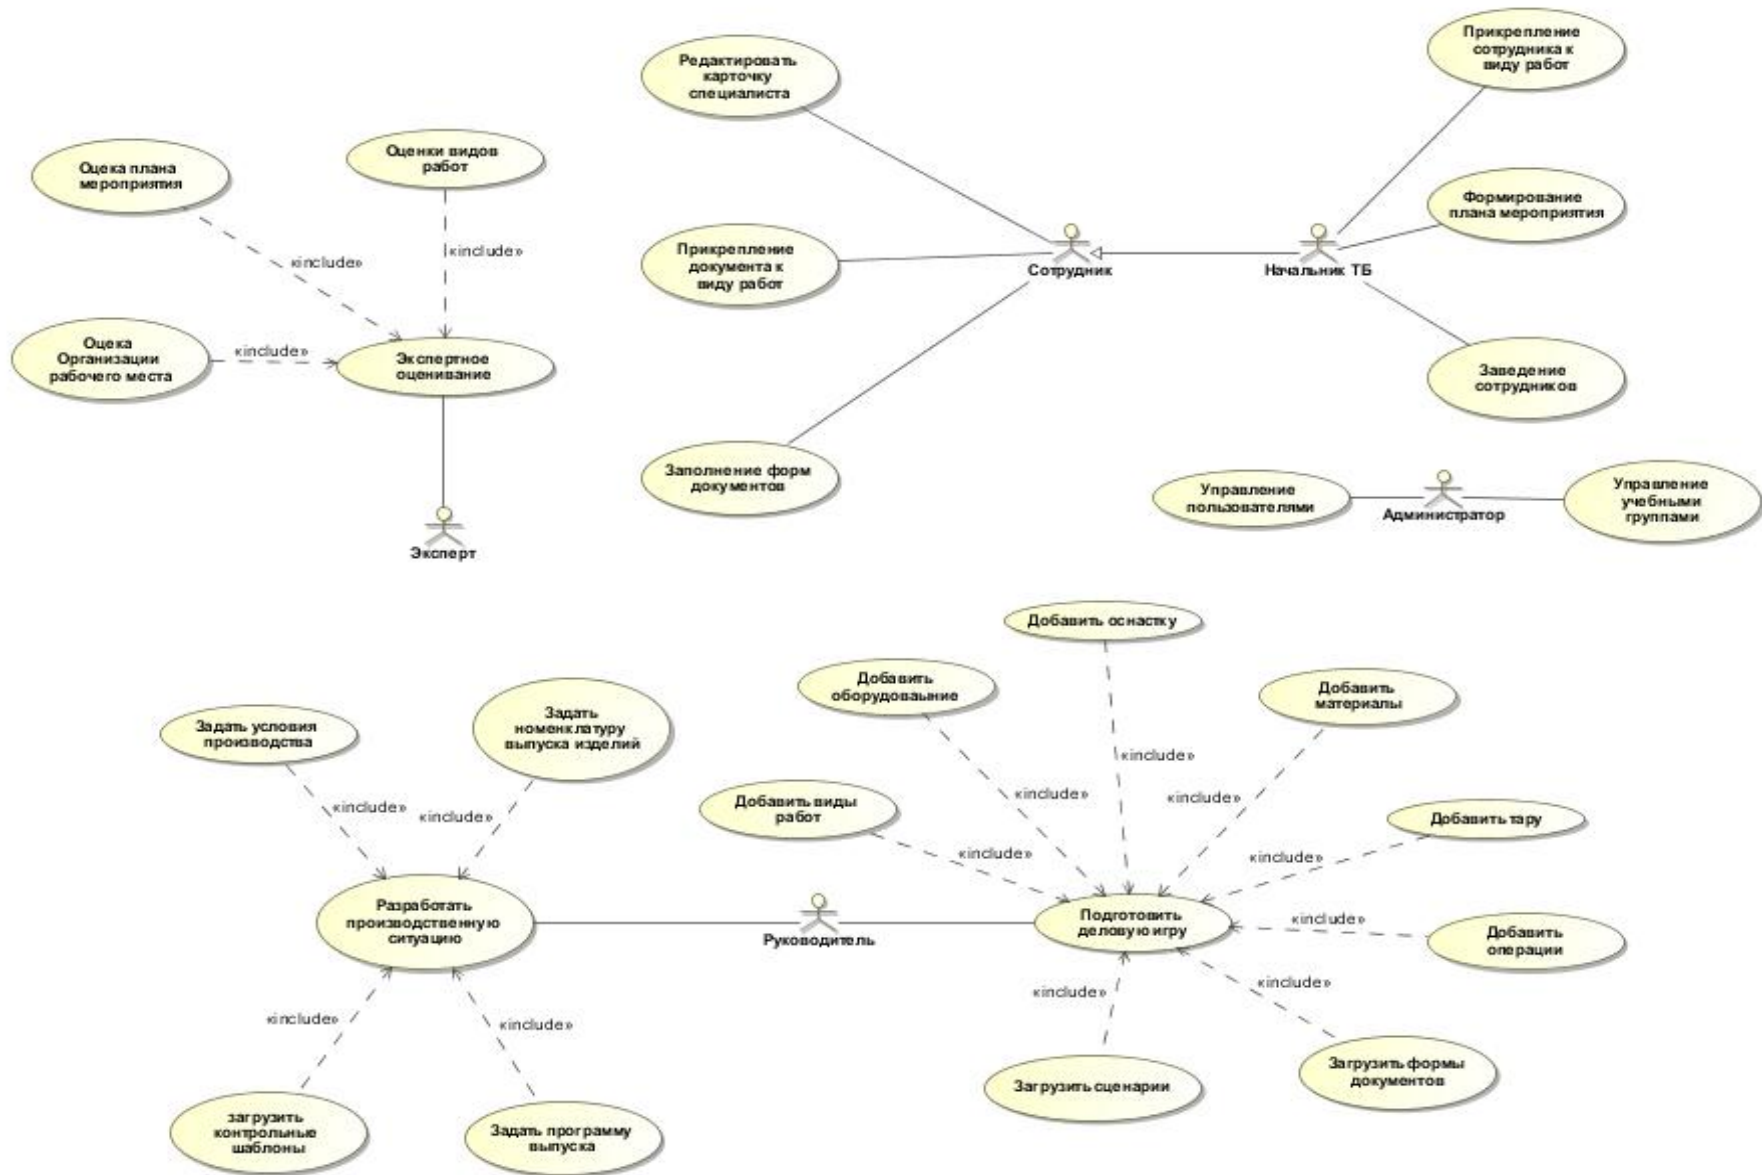 Редактировать
карточку
специалиста
Прикрепление
сотрудника к
виду работ
Оцека плана
мероприятия
Оценки видов
работ
Формирование
плана мероприятия
«include»
«include»
Прикрепление
документа к
виду работ
Сотрудник
Начальник ТБ
Оцека
Организации
рабочего места
«include»
Экспертное
оценивание
Заведение
сотрудников
Заполнение форм
документов
Управление
пользователями
Администратор
Управление
учебными
группами
Эксперт
Добавить оснастку
Добавить
оборудоваыние
Добавить
материалы
Задать условия
производства
Задать
номенклатуру
выпуска изделий
«include»
«include»
«include»
«include»
«include»
Добавить виды
работ
Добавить тару
«include»
«include»
Разработать
производственную
ситуацию
Руководитель
Подготовить
деловую игру
«include»
Добавить
операции
«include»
«include»
«include»
«include»
Загрузить сценарии
Загрузить формы
документов
загрузить
контрольные
шаблоны
Задать программу
выпуска